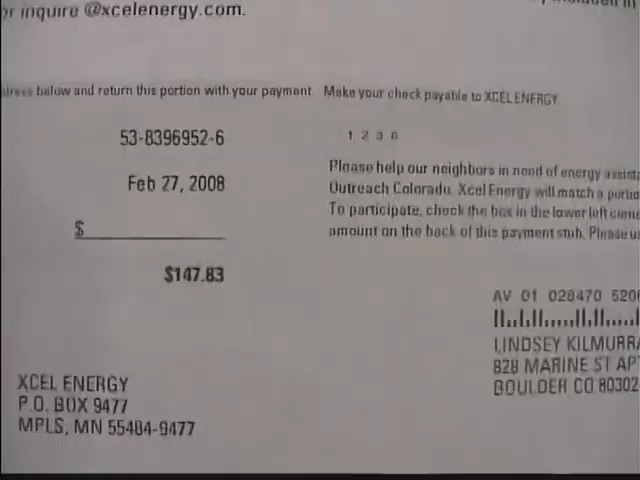 or inquire @xcelenergy.com.
below and return this portion with your payment Make your check payable to XCEL ENERGY
53-8396952-6
1 2 3 6
Feb 27, 2008
Please help our neighbors in need of energy
Outreach Colorado. Xcel Energy will match a
To participate, check the box in the lower left
$
amount on the back of this payment stub. Please
$147.83
AV 01 028470
LINDSEY
828 MARINE ST
BOULDER CO 80302
XCEL ENERGY
P.O. BOX 9477
MPLS, MN 55484-9477